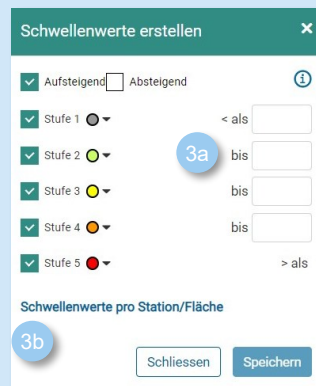 Schwellenwerte erstellen ×
Aufsteigend Absteigend i
Stufe 1 < als
Stufe 2 3a bis
Stufe 3 bis
Stufe 4 bis
Stufe 5 > als
Schwellenwerte pro Station/Fläche
3b
Schliessen Speichern